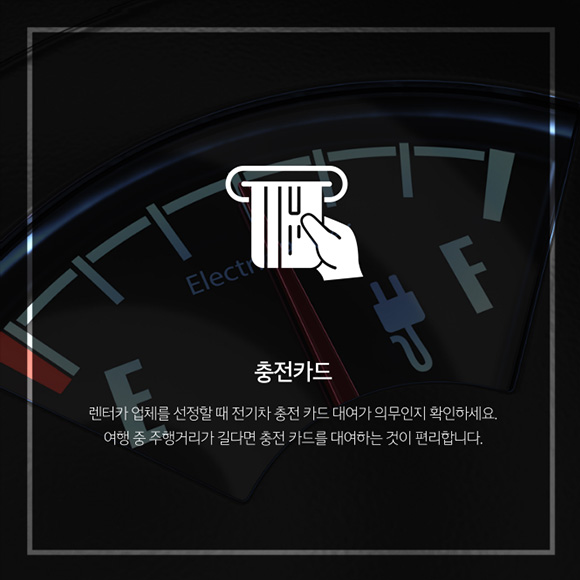 Electr
F
E
충전카드
렌터카 업체를 선정할 때 전기차 충전 카드 대여가 의무인지 확인하세요.
여행 중 주행거리가 길다면 충전 카드를 대여하는 것이 편리합니다.